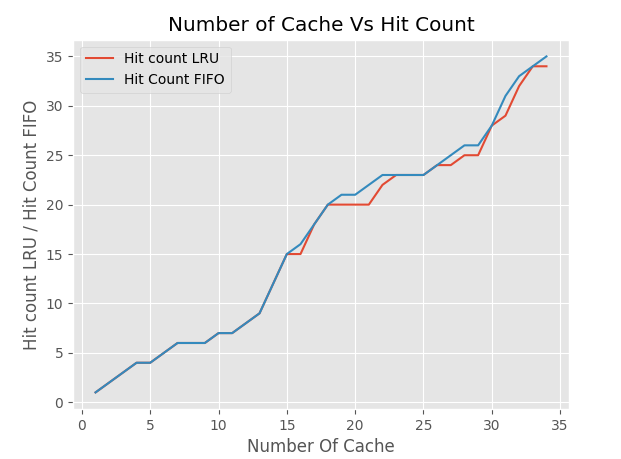 Number of Cache Vs Hit Count
Hit count LRU
Hit Count FIFO
Hit count LRU / Hit Count FIFO
35
30
25
20
15
10
5
0
0 5 10 15 20 25 30 35
Number Of Cache